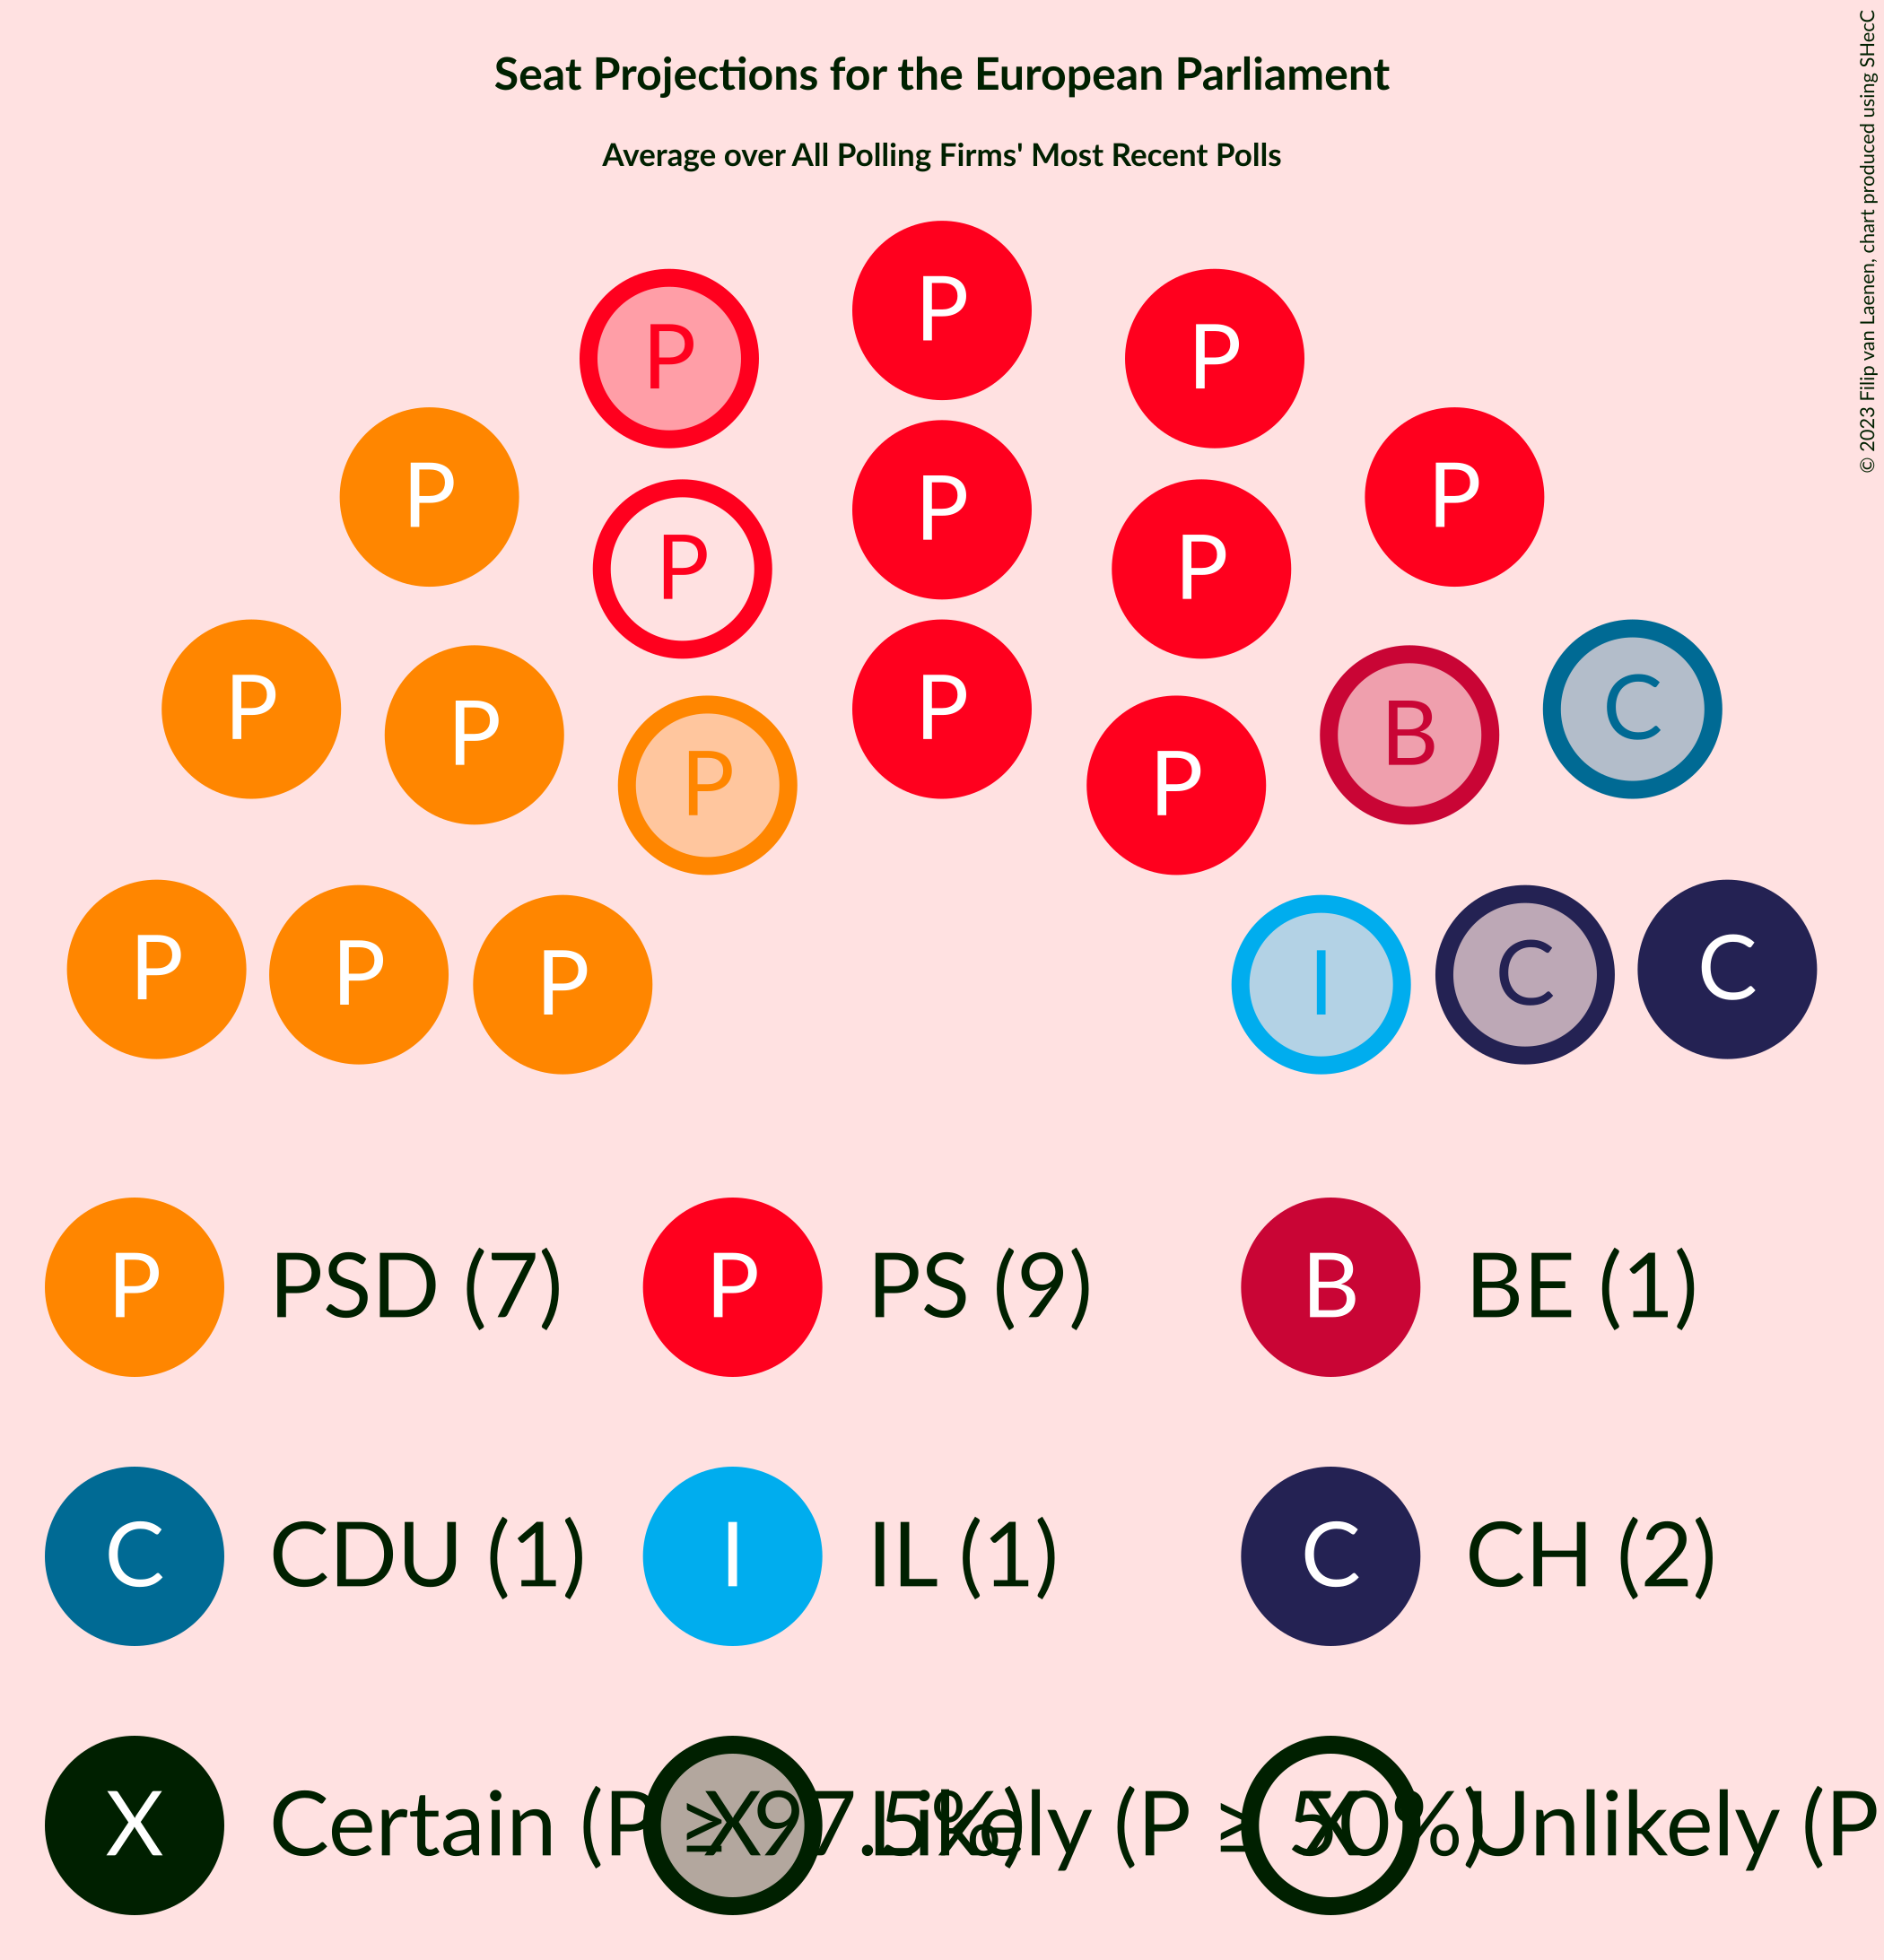 Seat Projections for the European Parliament
Average over All Polling Firms' Most Recent Polls
© 2023 Filip van Laenen, chart produced using SHecC
P
P P
P P
P P P
P P
P P P B C
P P
P P P I C C
P PSD (7) P PS (9) B BE (1)
C CDU (1) I IL (1) C CH (2)
X Certain (P ≥ 97.5%) X Likely (P ≥ 50%) X Unlikely (P